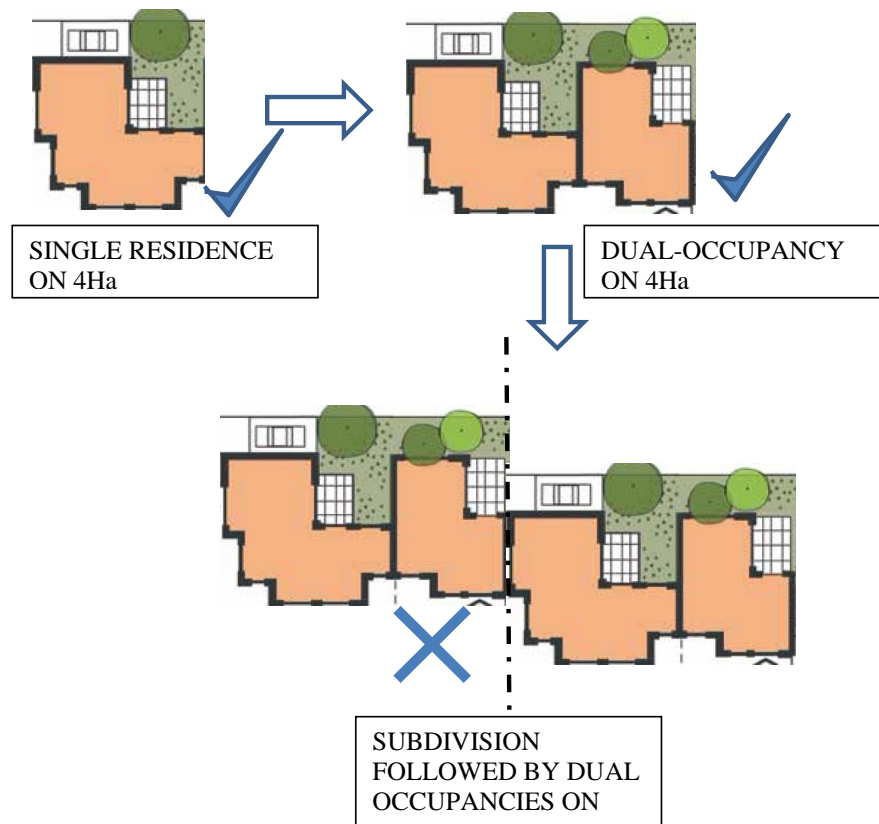 SINGLE RESIDENCE
ON 4Ha
DUAL-OCCUPANCY
ON 4Ha
SUBDIVISION
FOLLOWED BY DUAL
OCCUPANCIES ON